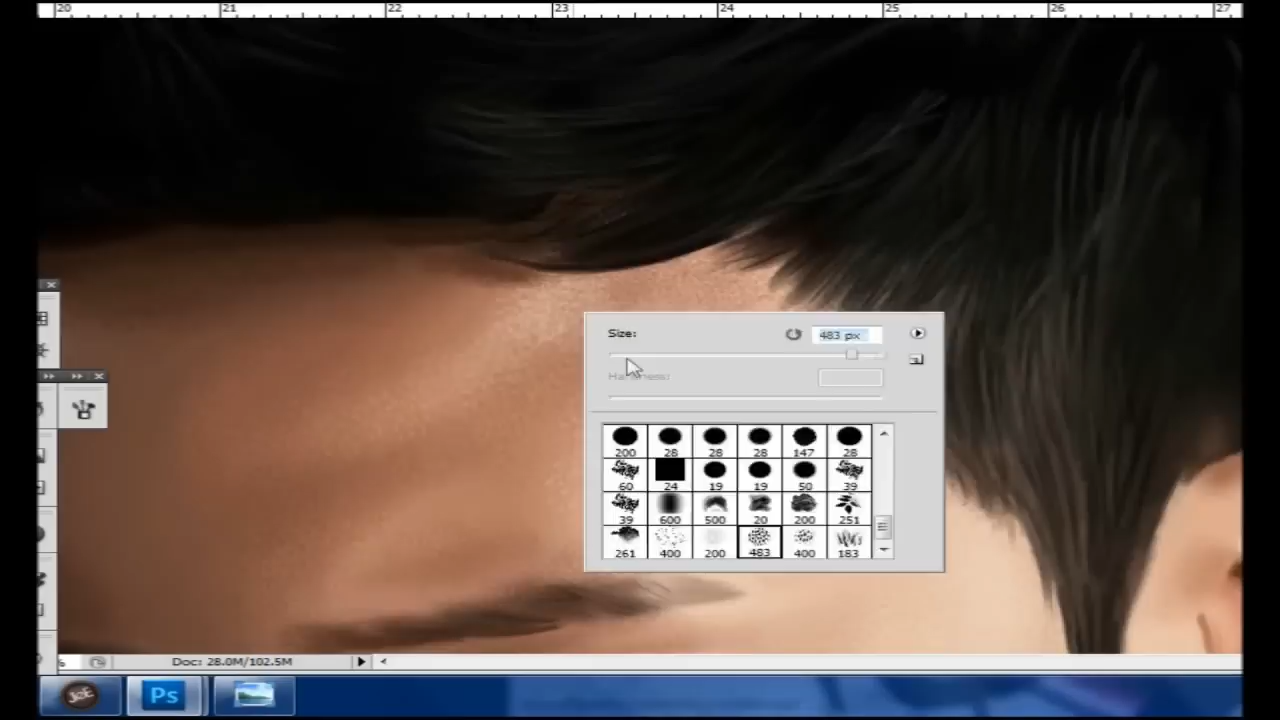 20 21 22 23 24 25 26 27
Size: 483 px
Hardness:
200 28 28 28 147 28
60 24 19 19 50 39
39 600 500 20 200 251
261 400 200 483 400 183
% Doc: 28.0M/102.5M
Ps